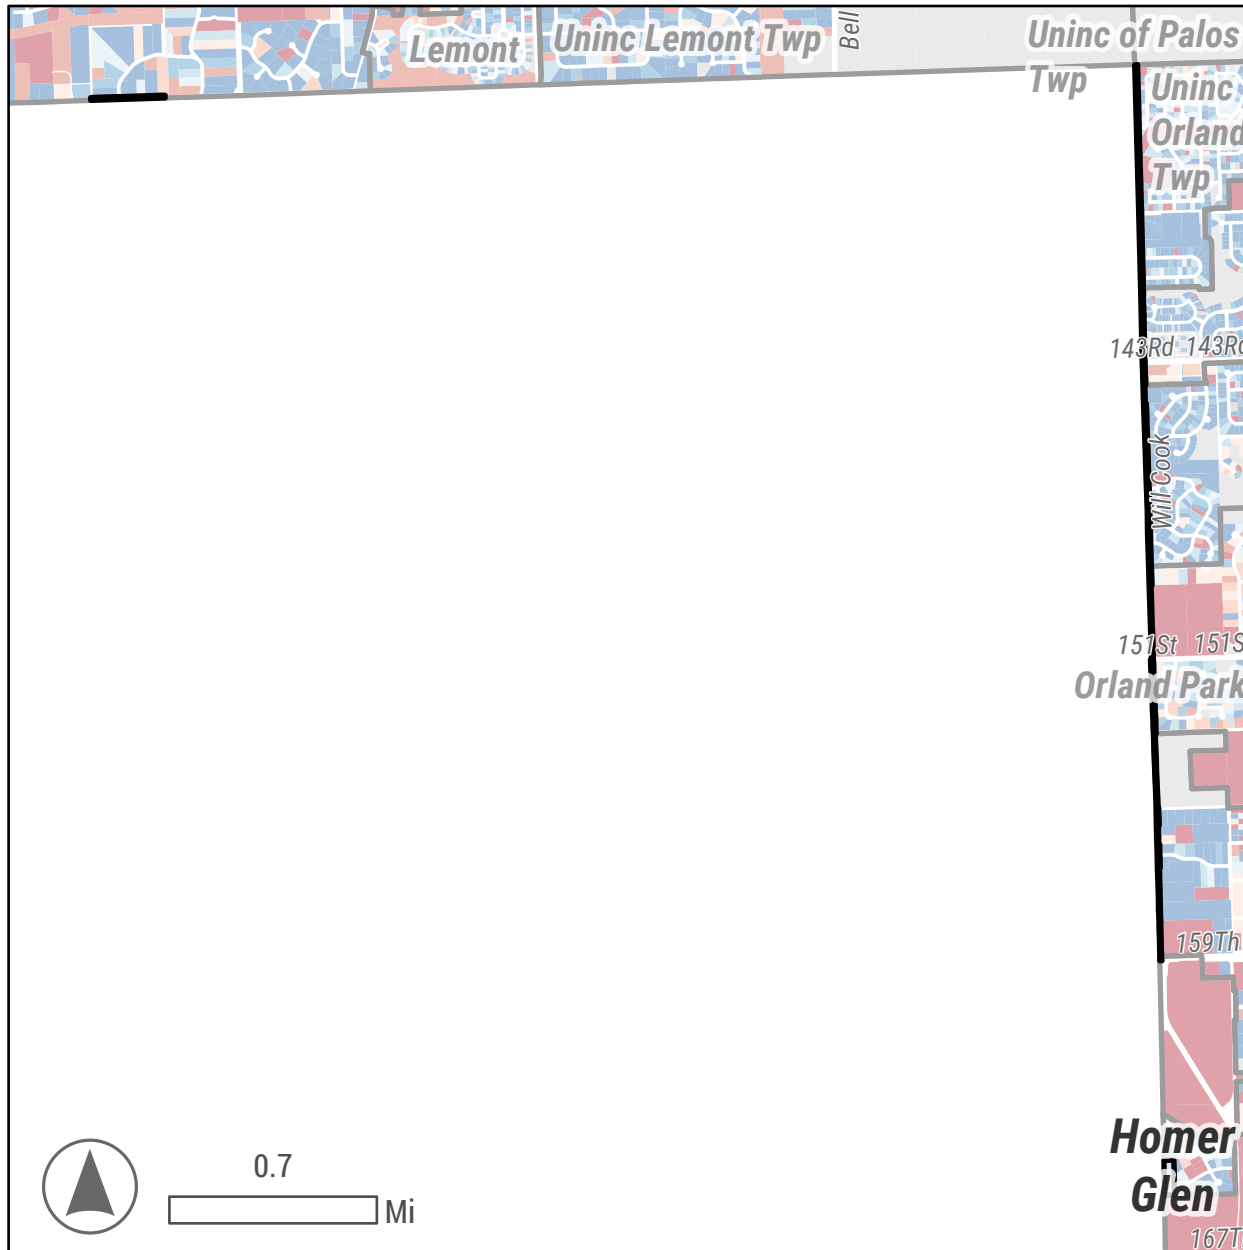 Bell
Lemont
Uninc Lemont Twp
Uninc of Palos
Twp
Uninc
Orland
Twp
143Rd 143Rd
Will Cook
151St 151S
Orland Park
159Th
Homer
Glen
167T
0.7
Mi